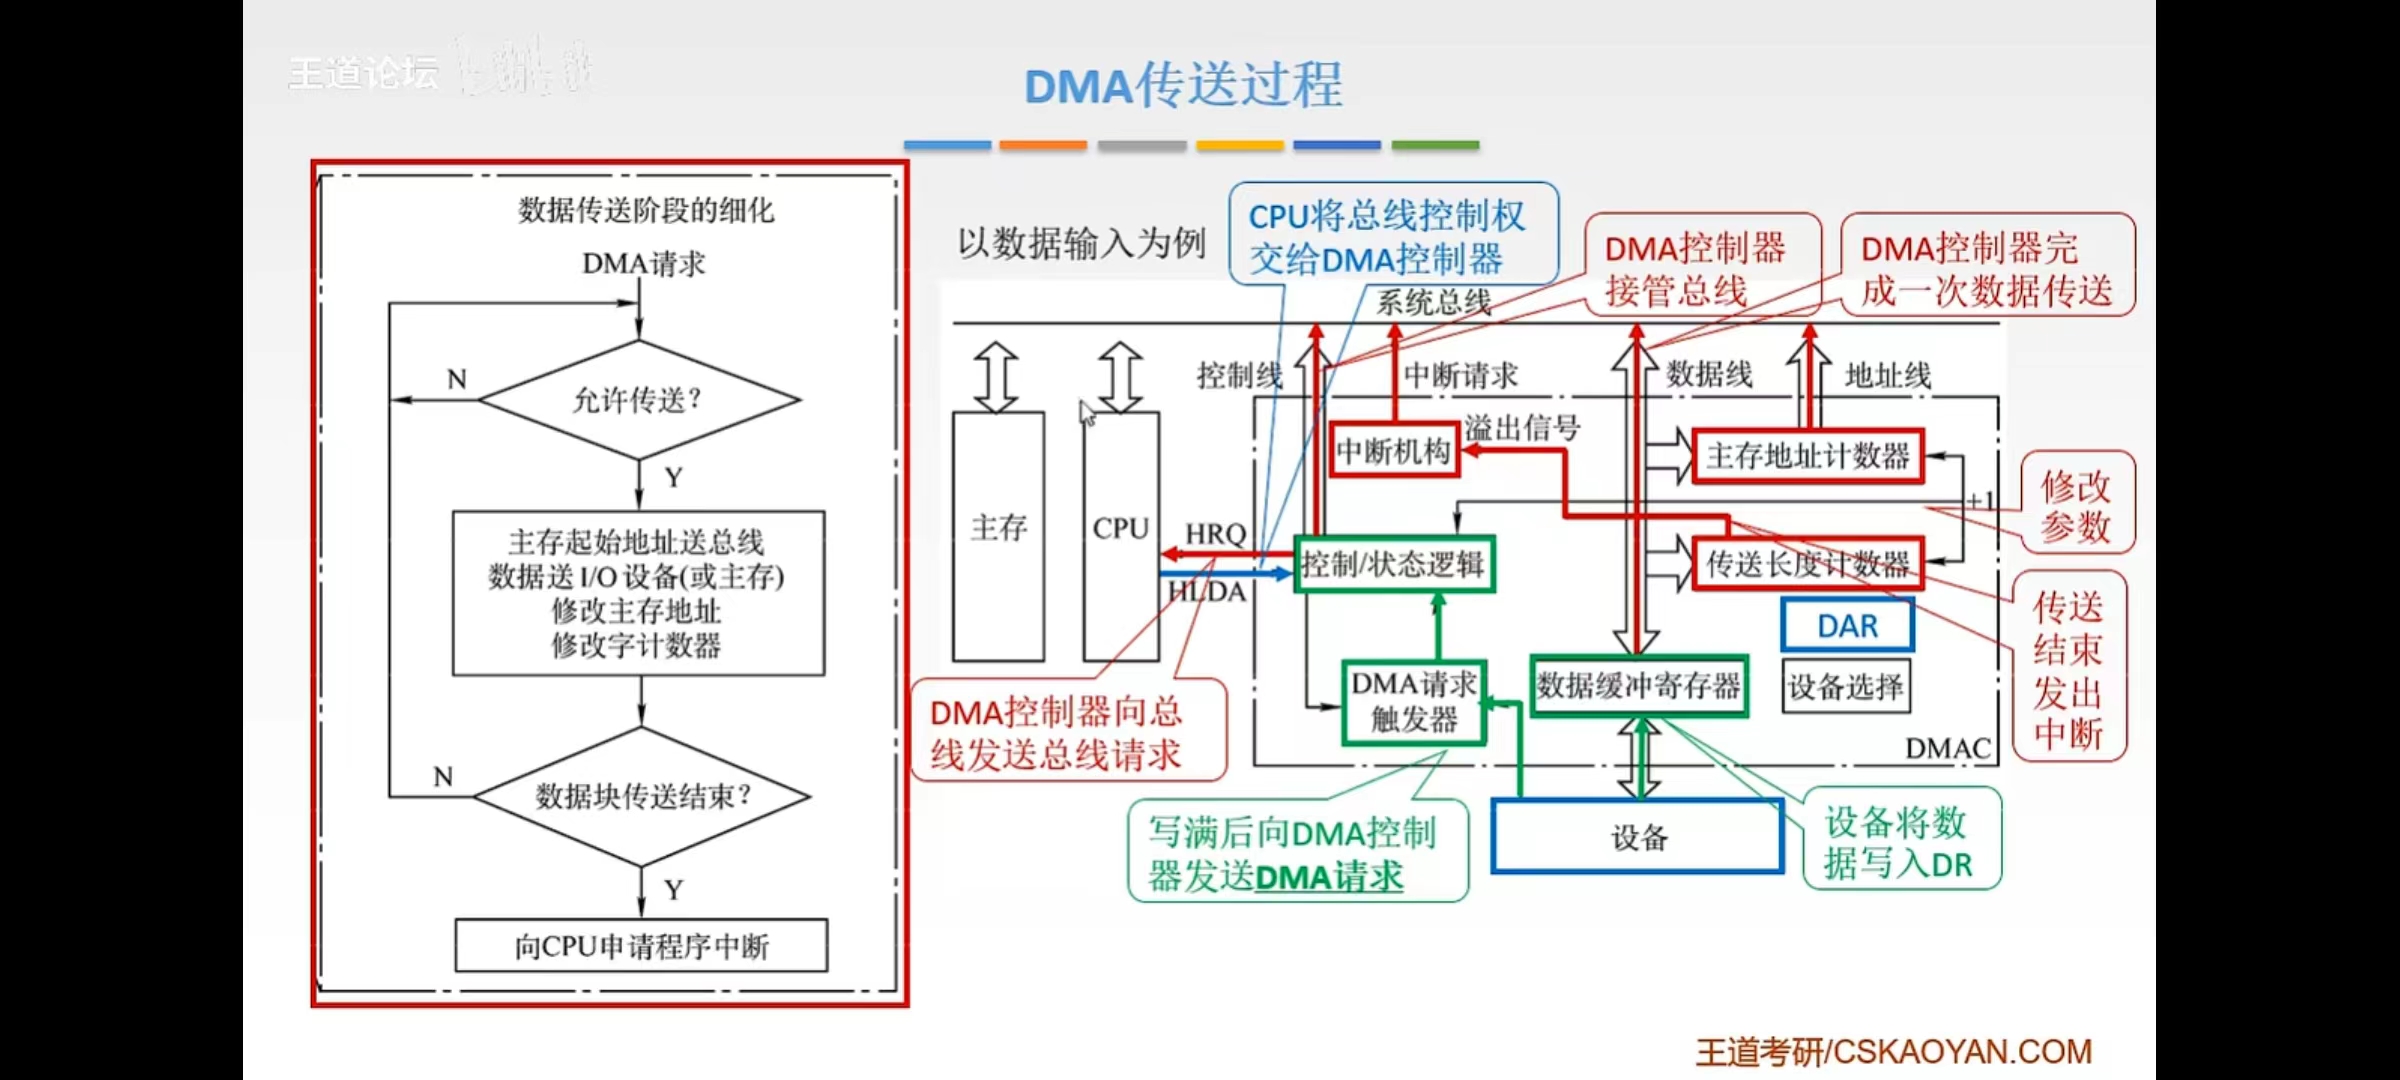 王道论坛
DMA传送过程
数据传送阶段的细化
DMA请求
允许传送?
N
Y
主存起始地址送总线
数据送I/O设备(或主存)
修改主存地址
修改字计数器
数据块传送结束?
N
Y
向CPU申请程序中断
以数据输入为例
CPU将总线控制权
交给DMA控制器
DMA控制器
接管总线
DMA控制器完
成一次数据传送
系统总线
控制线
中断请求
数据线
地址线
中断机构
溢出信号
主存地址计数器
+1
修改
参数
主存
CPU
HRQ
HLDA
控制/状态逻辑
传送长度计数器
DAR
传送
结束
发出
中断
DMA请求
触发器
数据缓冲寄存器
设备选择
DMAC
DMA控制器向总
线发送总线请求
写满后向DMA控制
器发送DMA请求
设备
设备将数
据写入DR
王道考研/CSKAOYAN.COM